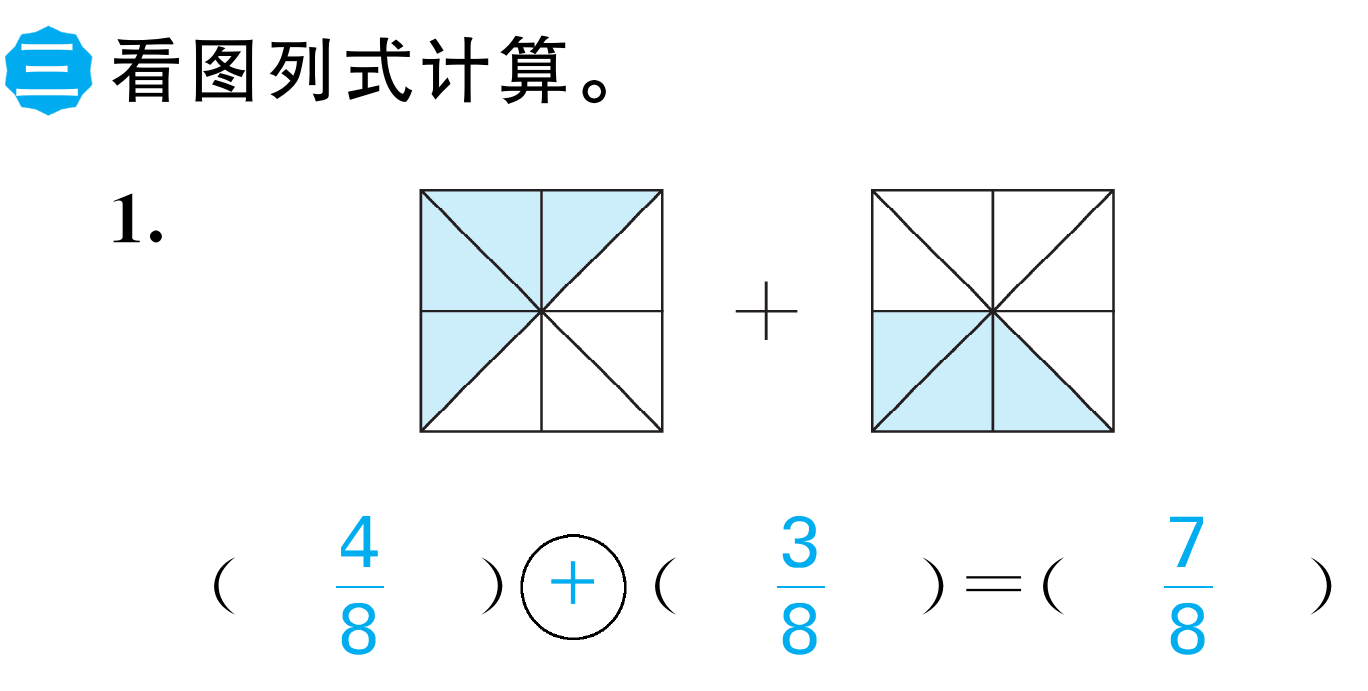 三 看图列式计算。
1.
+
( 4/8 ) + ( 3/8 ) = ( 7/8 )